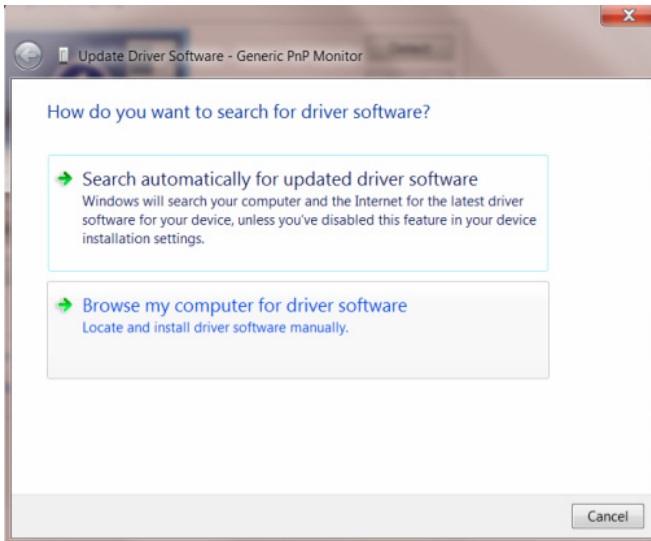 Update Driver Software - Generic PnP Monitor
How do you want to search for driver software?
Search automatically for updated driver software
Windows will search your computer and the Internet for the latest driver
software for your device, unless you've disabled this feature in your device
installation settings.
Browse my computer for driver software
Locate and install driver software manually.
Cancel